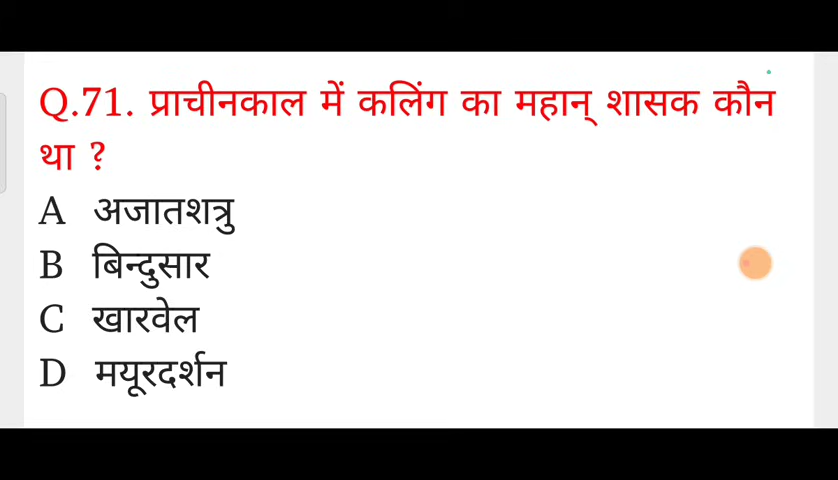 Q.71. प्राचीनकाल में कलिंग का महान् शासक कौन
था ?
A अजातशत्रु
B बिन्दुसार
C खारवेल
D मयूरदर्शन